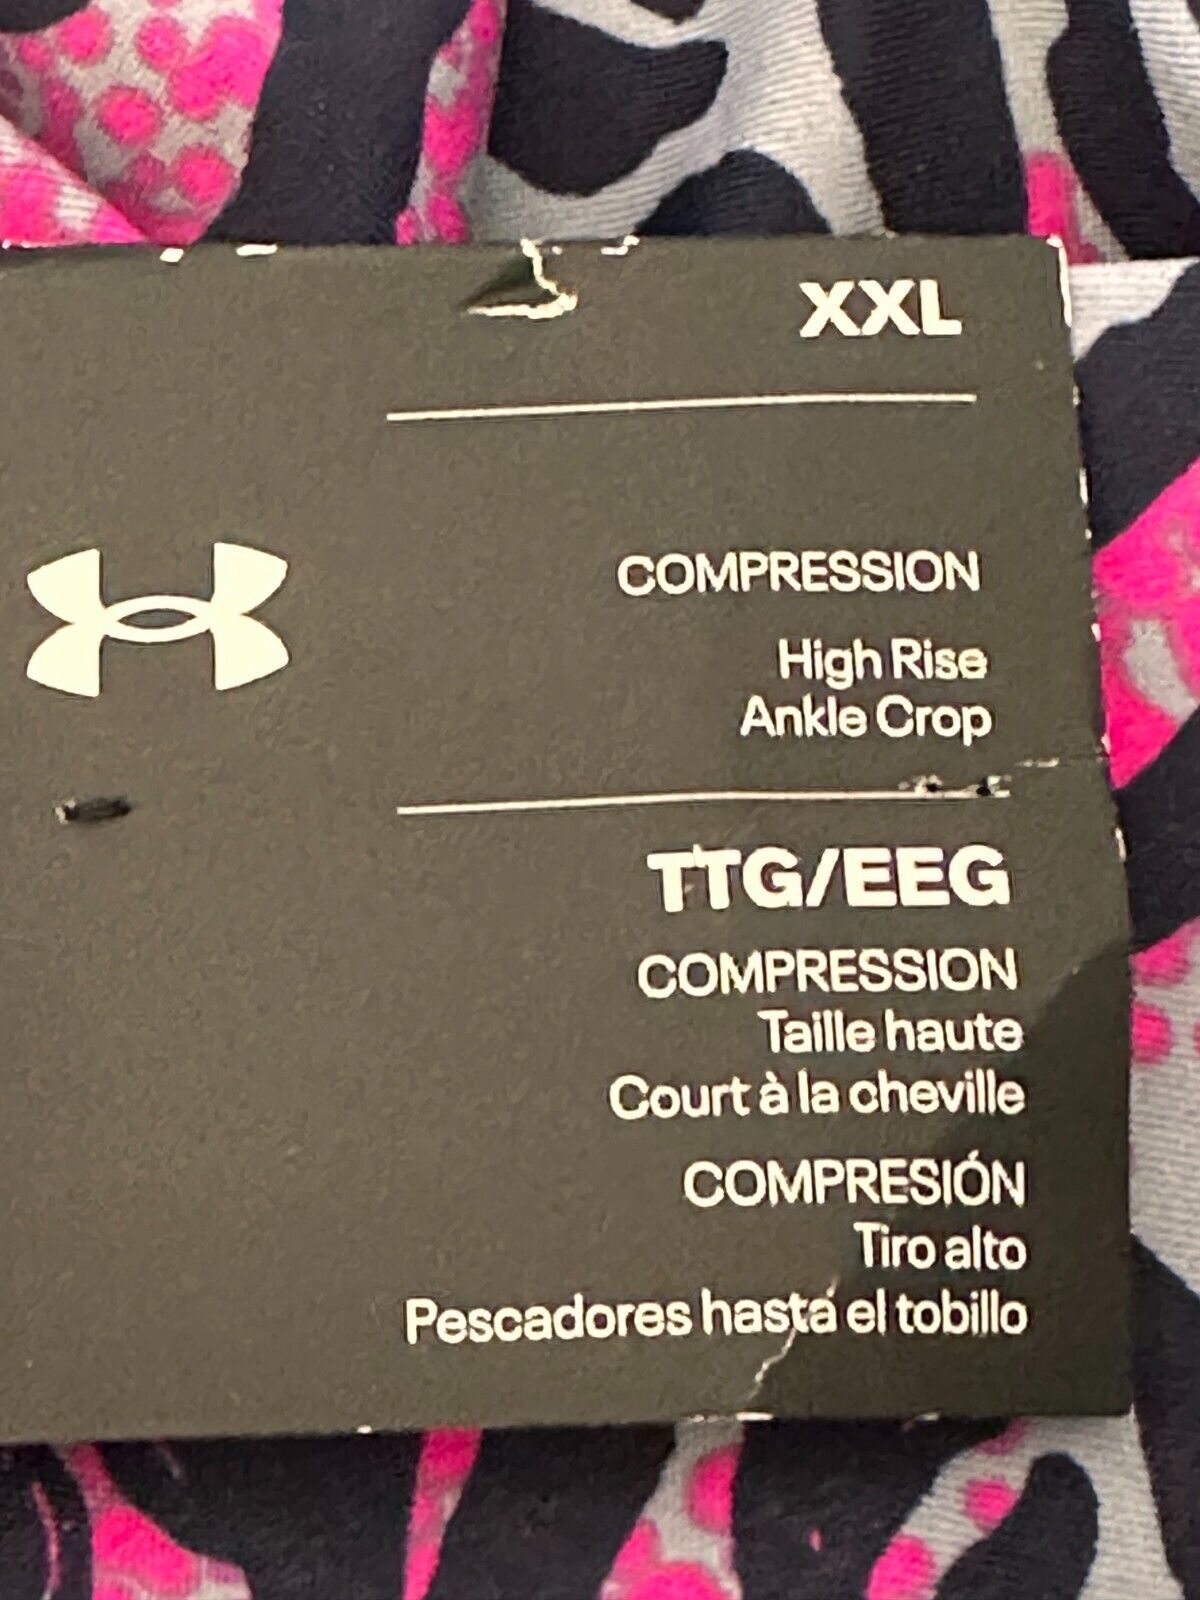 XXL
COMPRESSION
High Rise
Ankle Crop
TTG/EEG
COMPRESSION
Taille haute
Court à la cheville
COMPRESIÓN
Tiro alto
Pescadores hasta el tobillo